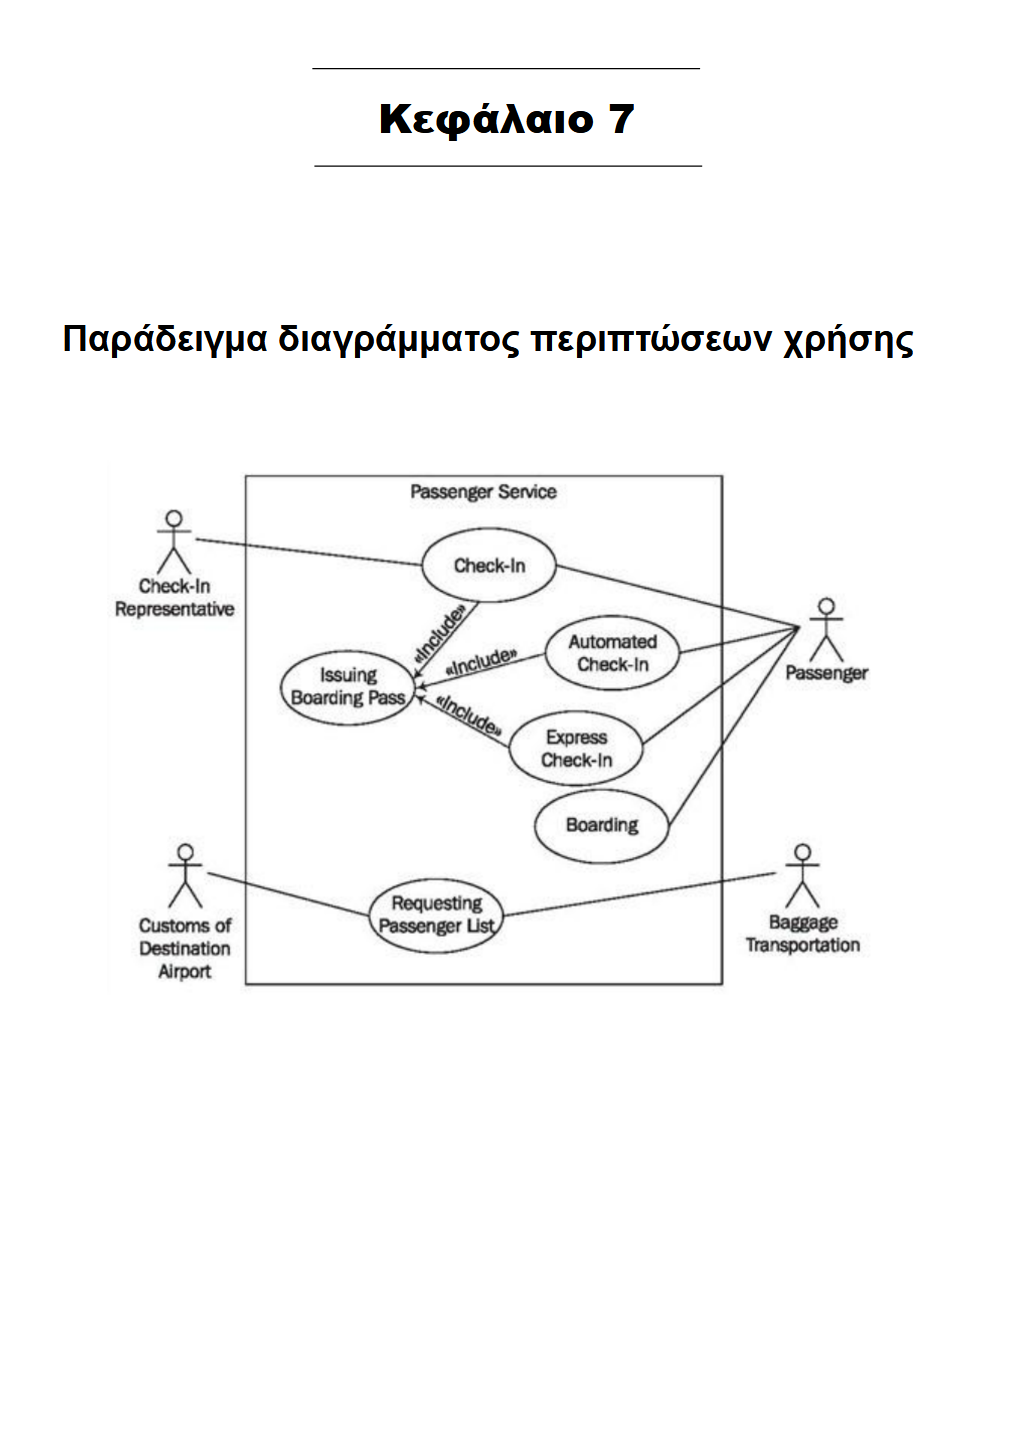 Κεφάλαιο 7
Παράδειγμα διαγράμματος περιπτώσεων χρήσης
Passenger Service
Check-In
Representative
Check-In
«Include»
Automated
Check-In
«Include»
Passenger
Issuing
Boarding Pass
«Include»
Express
Check-In
Boarding
Customs of
Destination
Airport
Requesting
Passenger List
Baggage
Transportation